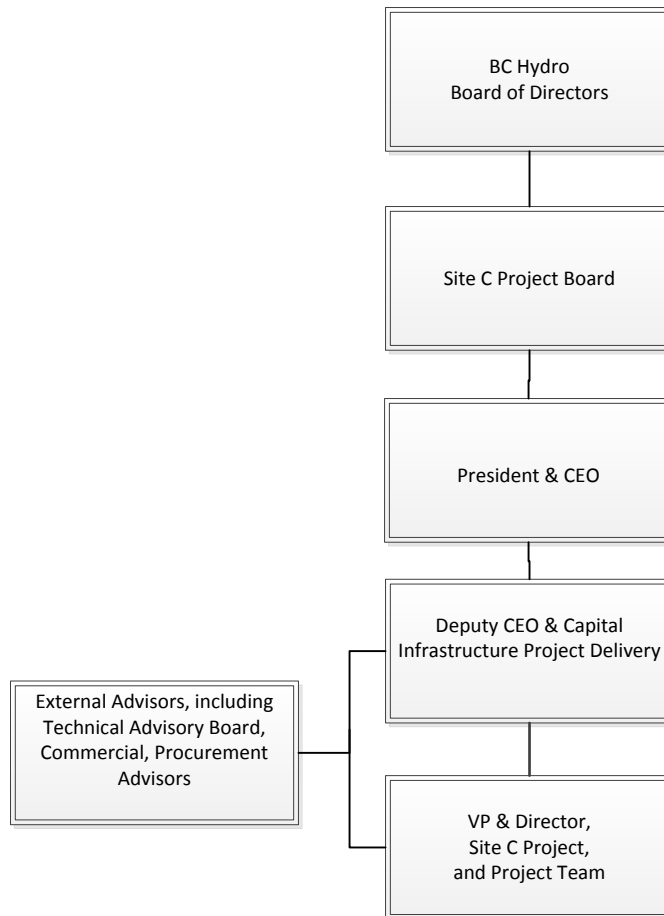 BC Hydro
Board of Directors
Site C Project Board
President & CEO
Deputy CEO & Capital
Infrastructure Project Delivery
External Advisors, including
Technical Advisory Board,
Commercial, Procurement
Advisors
VP & Director,
Site C Project,
and Project Team